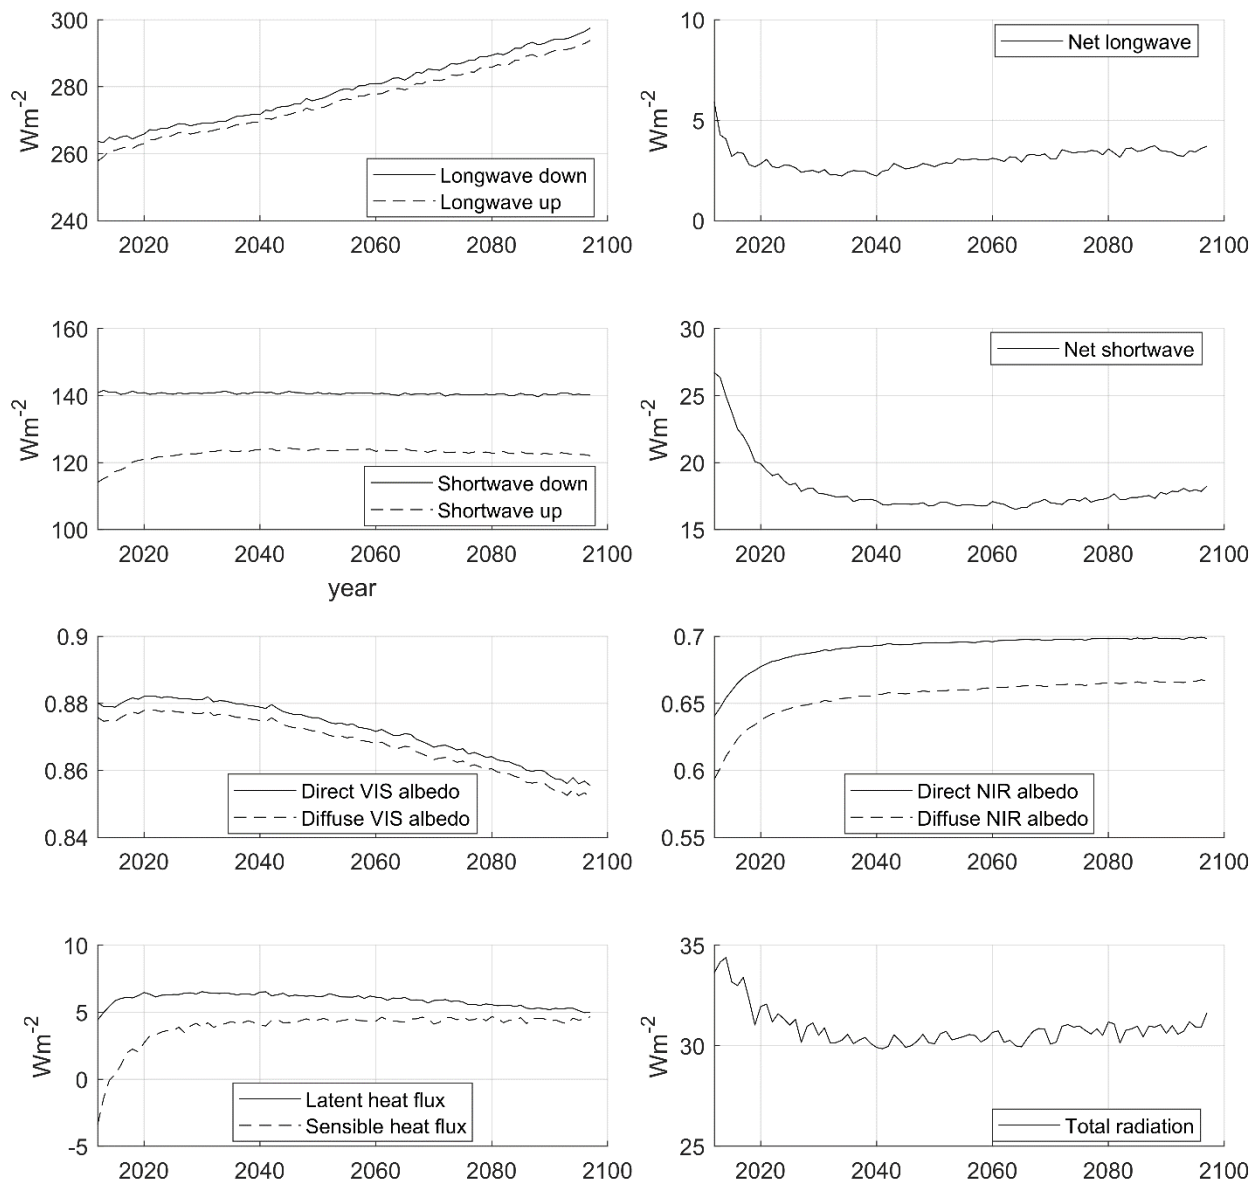 300
280
260
240
Wm-2
Longwave down
Longwave up
2020 2040 2060 2080 2100
10
5
0
Wm-2
Net longwave
2020 2040 2060 2080 2100
160
140
120
100
Wm-2
Shortwave down
Shortwave up
2020 2040 2060 2080 2100
year
30
25
20
15
Wm-2
Net shortwave
2020 2040 2060 2080 2100
0.9
0.88
0.86
0.84
Direct VIS albedo
Diffuse VIS albedo
2020 2040 2060 2080 2100
0.7
0.65
0.6
0.55
Direct NIR albedo
Diffuse NIR albedo
2020 2040 2060 2080 2100
10
5
0
-5
Wm-2
Latent heat flux
Sensible heat flux
2020 2040 2060 2080 2100
35
30
25
Wm-2
Total radiation
2020 2040 2060 2080 2100